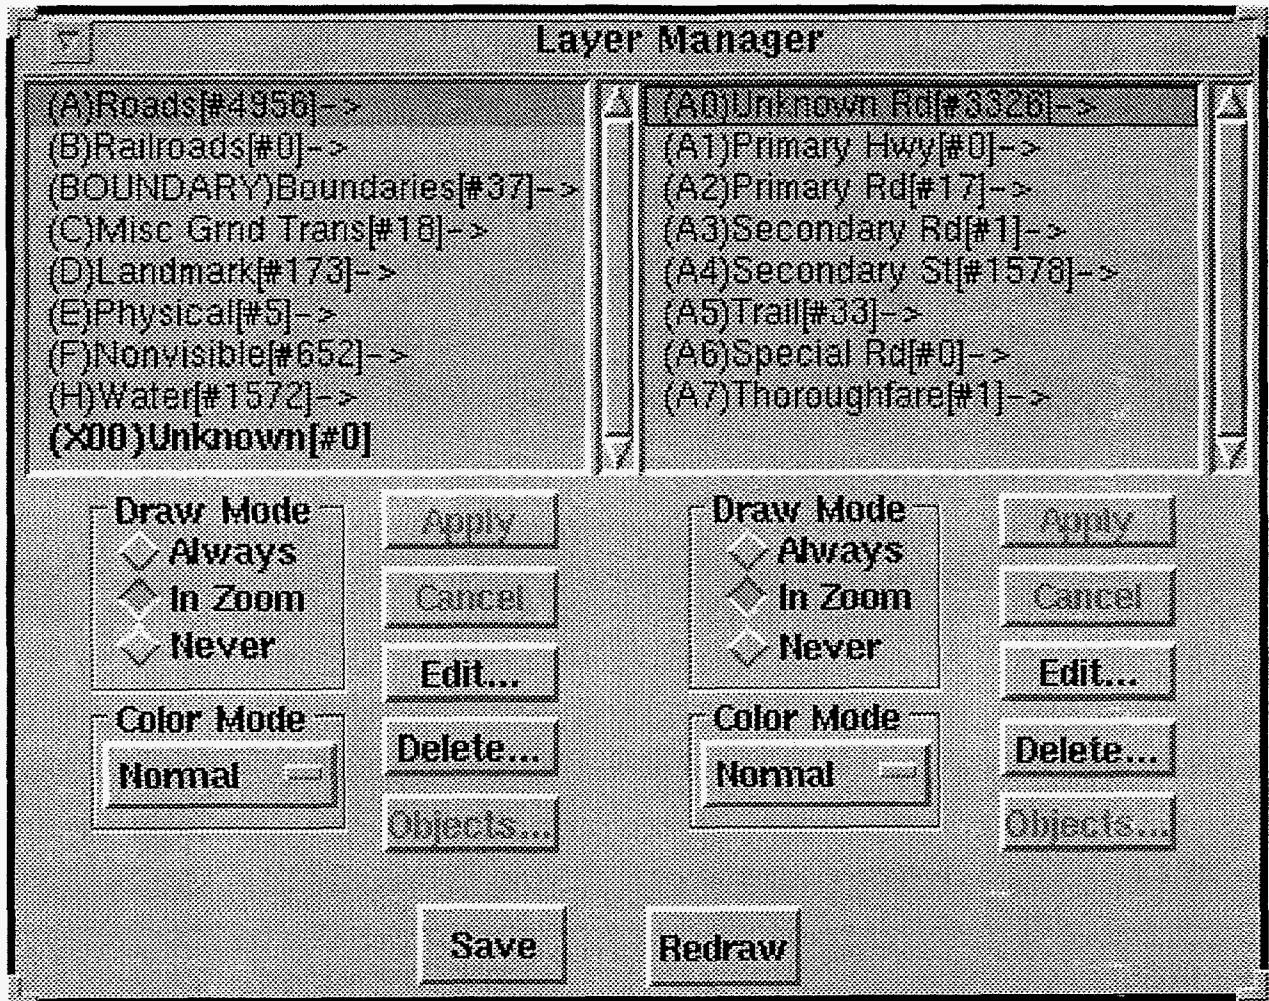 Layer Manager
(A)Roads[#4956]->
(B)Railroads[#0]->
(BOUNDARY)Boundaries[#37]->
(C)Misc Grnd Trans[#18]->
(D)Landmark[#173]->
(E)Physical[#5]->
(F)Nonvisible[#652]->
(H)Water[#1572]->
(X00)Unknown[#0]
(A0)Unknown Rd[#3326]->
(A1)Primary Hwy[#0]->
(A2)Primary Rd[#17]->
(A3)Secondary Rd[#1]->
(A4)Secondary St[#1578]->
(A5)Trail[#33]->
(A6)Special Rd[#0]->
(A7)Thoroughfare[#1]->
Draw Mode
Always
In Zoom
Never
Color Mode
Normal
Apply
Cancel
Edit...
Delete...
Objects...
Draw Mode
Always
In Zoom
Never
Color Mode
Normal
Apply
Cancel
Edit...
Delete...
Objects...
Save
Redraw